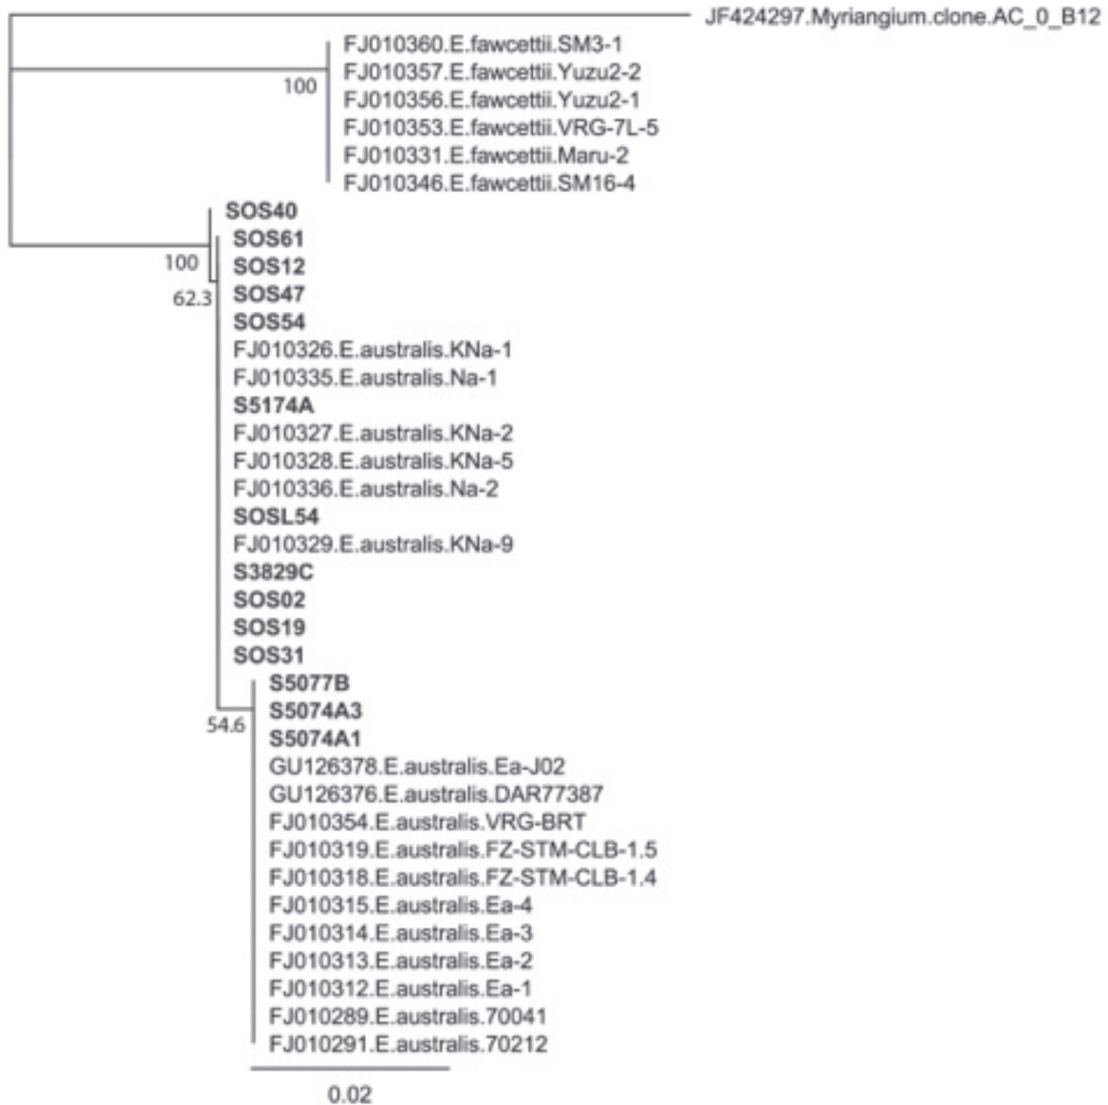 JF424297.Myriangium.clone.AC_0_B12
FJ010360.E.fawcettii.SM3-1
FJ010357.E.fawcettii.Yuzu2-2
100
FJ010356.E.fawcettii.Yuzu2-1
FJ010353.E.fawcettii.VRG-7L-5
FJ010331.E.fawcettii.Maru-2
FJ010346.E.fawcettii.SM16-4
SOS40
SOS61
100
SOS12
62.3
SOS47
SOS54
FJ010326.E.australis.KNa-1
FJ010335.E.australis.Na-1
S5174A
FJ010327.E.australis.KNa-2
FJ010328.E.australis.KNa-5
FJ010336.E.australis.Na-2
SOSL54
FJ010329.E.australis.KNa-9
S3829C
SOS02
SOS19
SOS31
S5077B
S5074A3
54.6
S5074A1
GU126378.E.australis.Ea-J02
GU126376.E.australis.DAR77387
FJ010354.E.australis.VRG-BRT
FJ010319.E.australis.FZ-STM-CLB-1.5
FJ010318.E.australis.FZ-STM-CLB-1.4
FJ010315.E.australis.Ea-4
FJ010314.E.australis.Ea-3
FJ010313.E.australis.Ea-2
FJ010312.E.australis.Ea-1
FJ010289.E.australis.70041
FJ010291.E.australis.70212
0.02